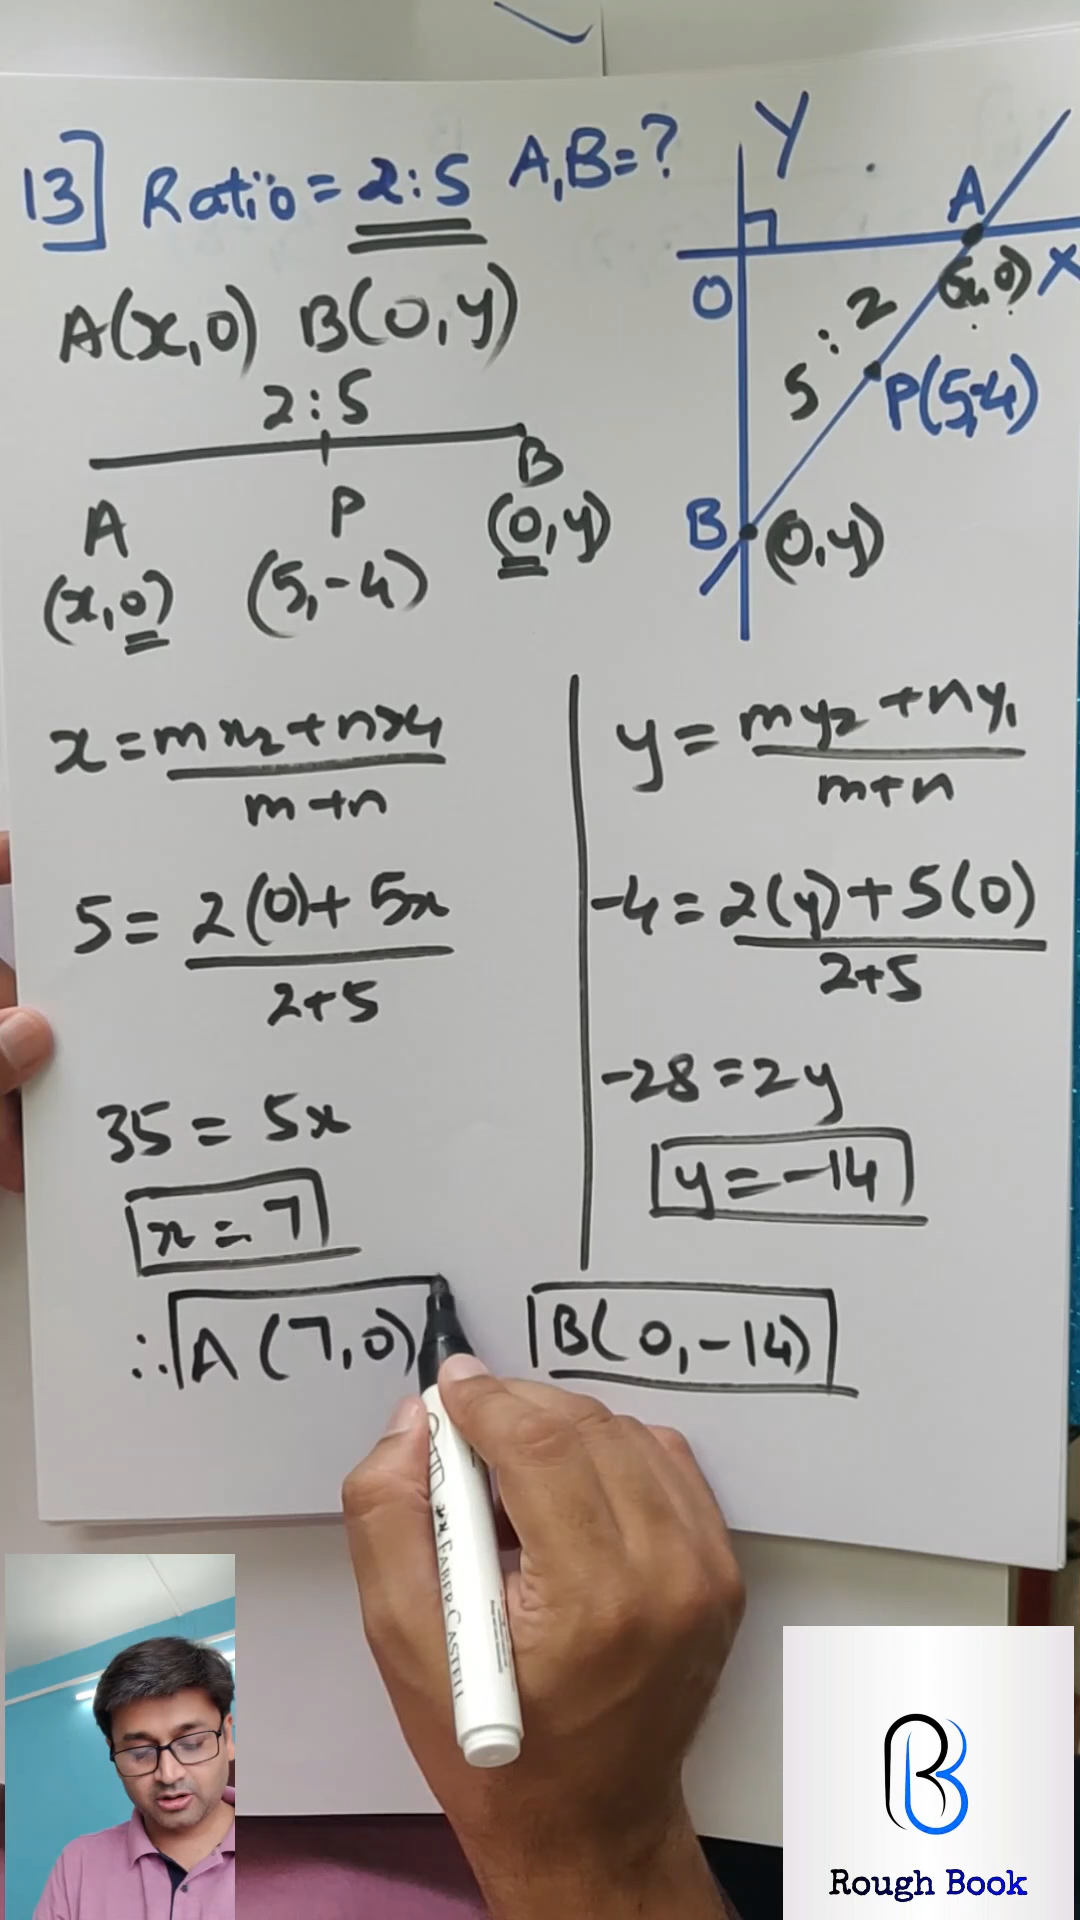 13] Ratio = 2:5 A,B=?
A(x,0) B(0,y)
2:5
A P B
(x,0) (5,-4) (0,y)
Y
A
O (x,0) X
5 : 2
P(5,-4)
B (0,y)
x = mx₂+nx₁
m+n
5 = 2(0)+ 5x
2+5
35 = 5x
x = 7
y = my₂+ny₁
m+n
-4 = 2(y)+5(0)
2+5
-28=2y
y=-14
∴ A (7,0) B(0,-14)
FABER-CASTELL
B
Rough Book